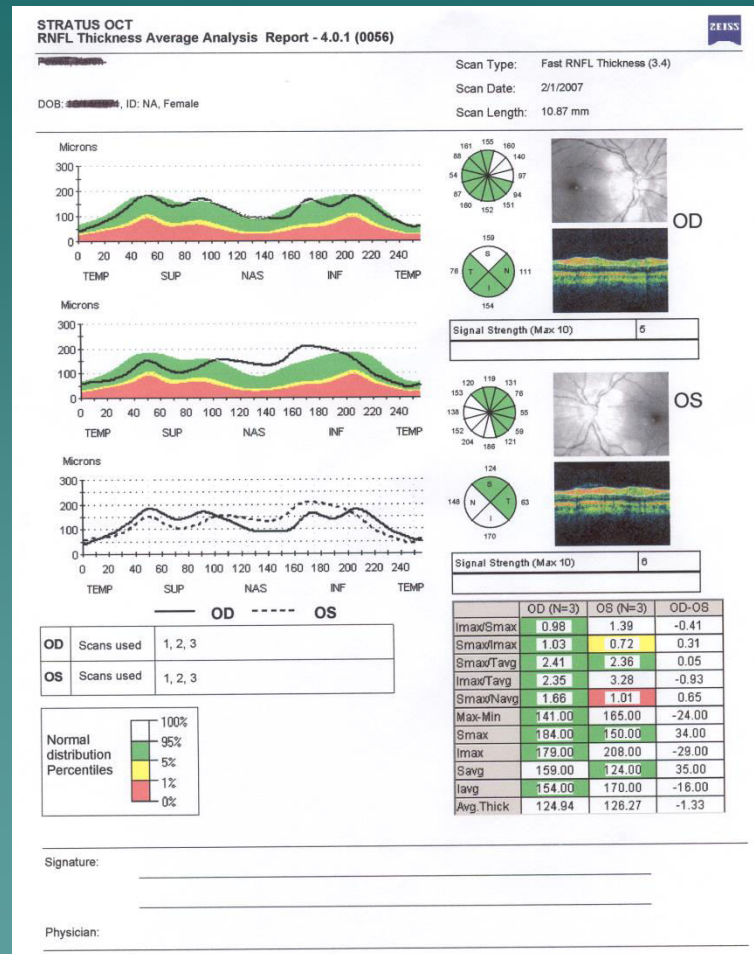 STRATUS OCT
RNFL Thickness Average Analysis Report - 4.0.1 (0056)
ZEISS
DOB: , ID: NA, Female
Scan Type: Fast RNFL Thickness (3.4)
Scan Date: 2/1/2007
Scan Length: 10.87 mm
Microns
300
200
100
0
0 20 40 60 80 100 120 140 160 180 200 220 240
TEMP SUP NAS INF TEMP
155
161 160
88 140
54 97
87 94
180 151
152
159
S
76 T N 111
I
154
OD
Signal Strength (Max 10) 5
Microns
300
200
100
0
0 20 40 60 80 100 120 140 160 180 200 220 240
TEMP SUP NAS INF TEMP
119
120 131
153 76
138 55
152 59
204 121
186
124
S
148 N T 63
I
170
OS
Signal Strength (Max 10) 6
Microns
300
200
100
0
0 20 40 60 80 100 120 140 160 180 200 220 240
TEMP SUP NAS INF TEMP
OD OS
OD Scans used 1, 2, 3
OS Scans used 1, 2, 3
Normal distribution Percentiles
100%
95%
5%
1%
0%
OD (N=3) OS (N=3) OD-OS
Imax/Smax 0.98 1.39 -0.41
Smax/Imax 1.03 0.72 0.31
Smax/Tavg 2.41 2.36 0.05
Imax/Tavg 2.35 3.28 -0.93
Smax/Navg 1.66 1.01 0.65
Max-Min 141.00 165.00 -24.00
Smax 184.00 150.00 34.00
Imax 179.00 208.00 -29.00
Savg 159.00 124.00 35.00
Iavg 154.00 170.00 -16.00
Avg.Thick 124.94 126.27 -1.33
Signature:
Physician: